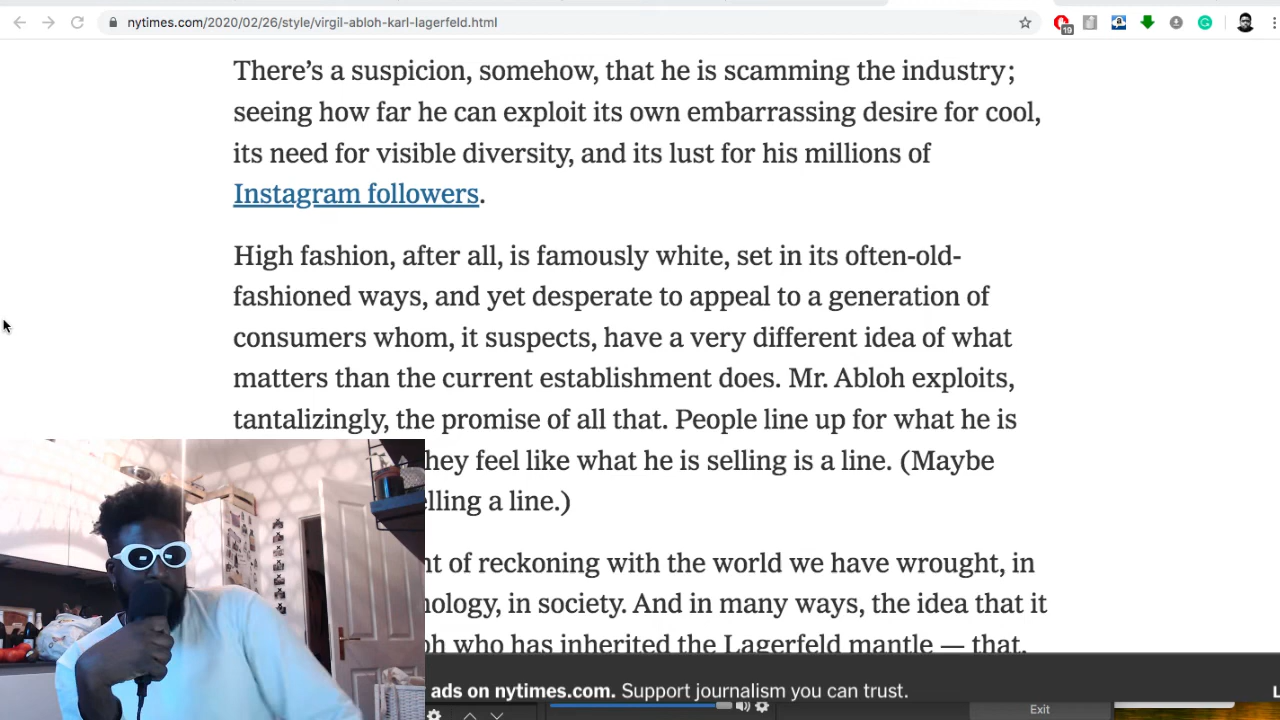 nytimes.com/2020/02/26/style/virgil-abloh-karl-lagerfeld.html
19
There's a suspicion, somehow, that he is scamming the industry;
seeing how far he can exploit its own embarrassing desire for cool,
its need for visible diversity, and its lust for his millions of
Instagram followers.
High fashion, after all, is famously white, set in its often-old-
fashioned ways, and yet desperate to appeal to a generation of
consumers whom, it suspects, have a very different idea of what
matters than the current establishment does. Mr. Abloh exploits,
tantalizingly, the promise of all that. People line up for what he is
hey feel like what he is selling is a line. (Maybe
lling a line.)
nt of reckoning with the world we have wrought, in
nology, in society. And in many ways, the idea that it
oh who has inherited the Lagerfeld mantle — that,
ads on nytimes.com. Support journalism you can trust.
L
Exit